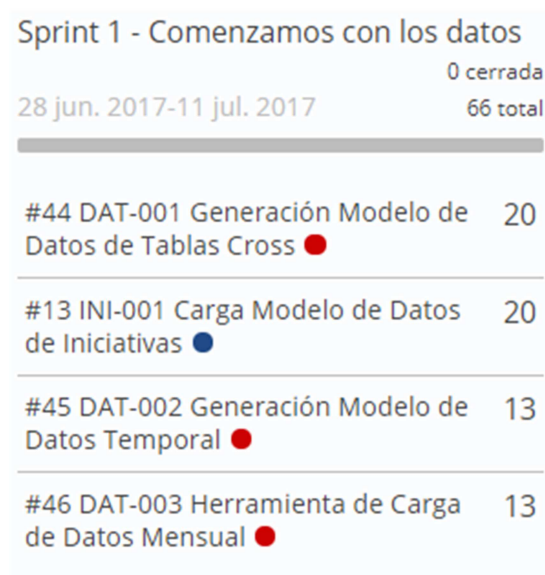 Sprint 1 - Comenzamos con los datos
0 cerrada
28 jun. 2017-11 jul. 2017 66 total
#44 DAT-001 Generación Modelo de 20
Datos de Tablas Cross
#13 INI-001 Carga Modelo de Datos 20
de Iniciativas
#45 DAT-002 Generación Modelo de 13
Datos Temporal
#46 DAT-003 Herramienta de Carga 13
de Datos Mensual